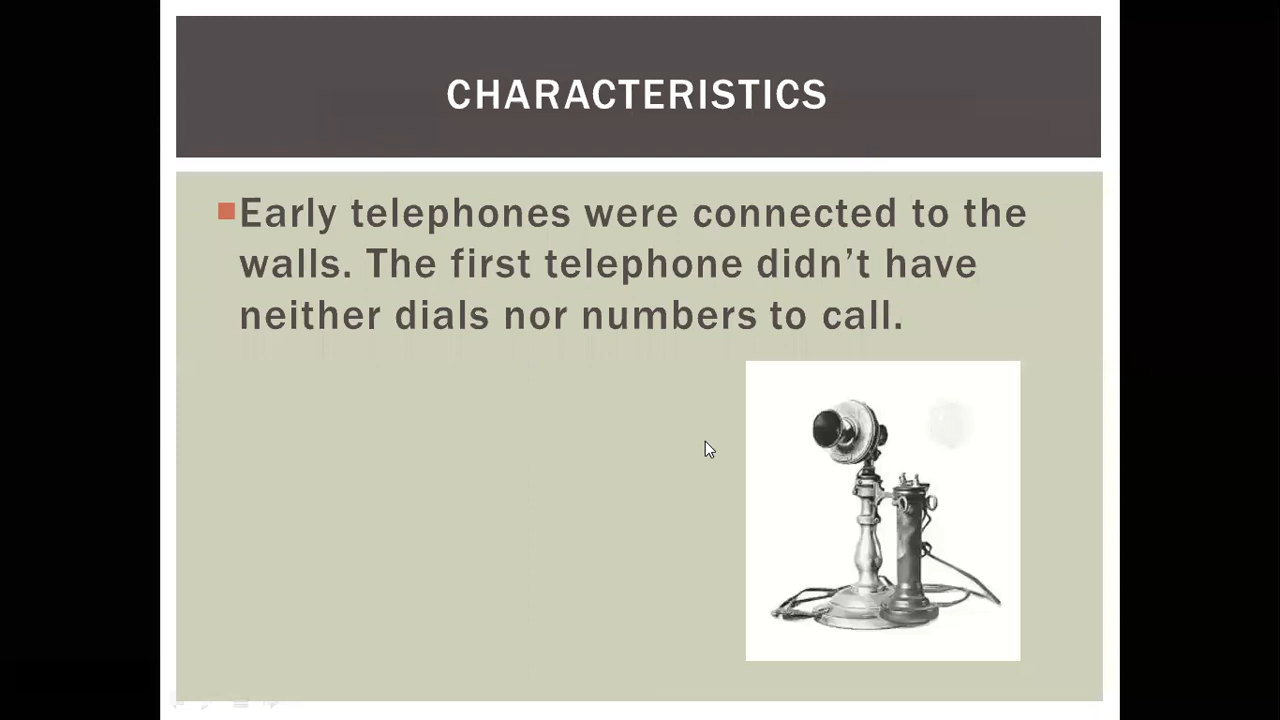 CHARACTERISTICS
Early telephones were connected to the
walls. The first telephone didn’t have
neither dials nor numbers to call.